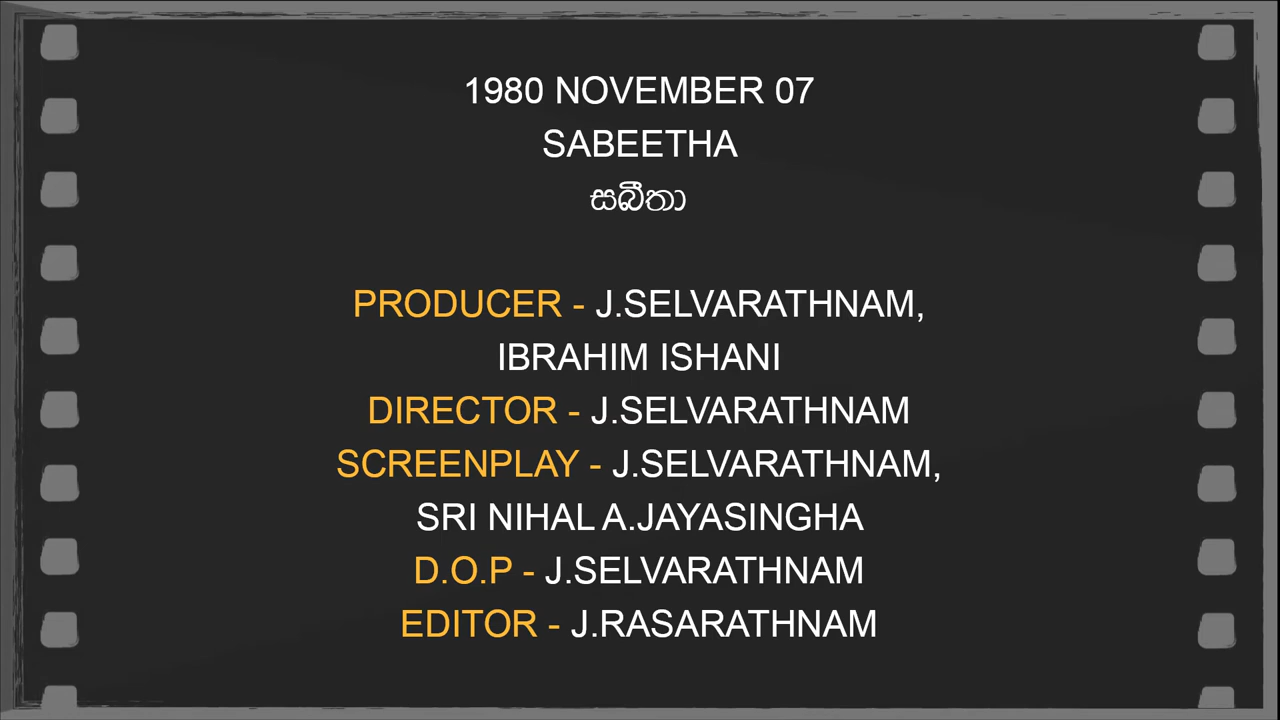 1980 NOVEMBER 07
SABEETHA
සබීතා
PRODUCER - J.SELVARATHNAM,
IBRAHIM ISHANI
DIRECTOR - J.SELVARATHNAM
SCREENPLAY - J.SELVARATHNAM,
SRI NIHAL A.JAYASINGHA
D.O.P - J.SELVARATHNAM
EDITOR - J.RASARATHNAM